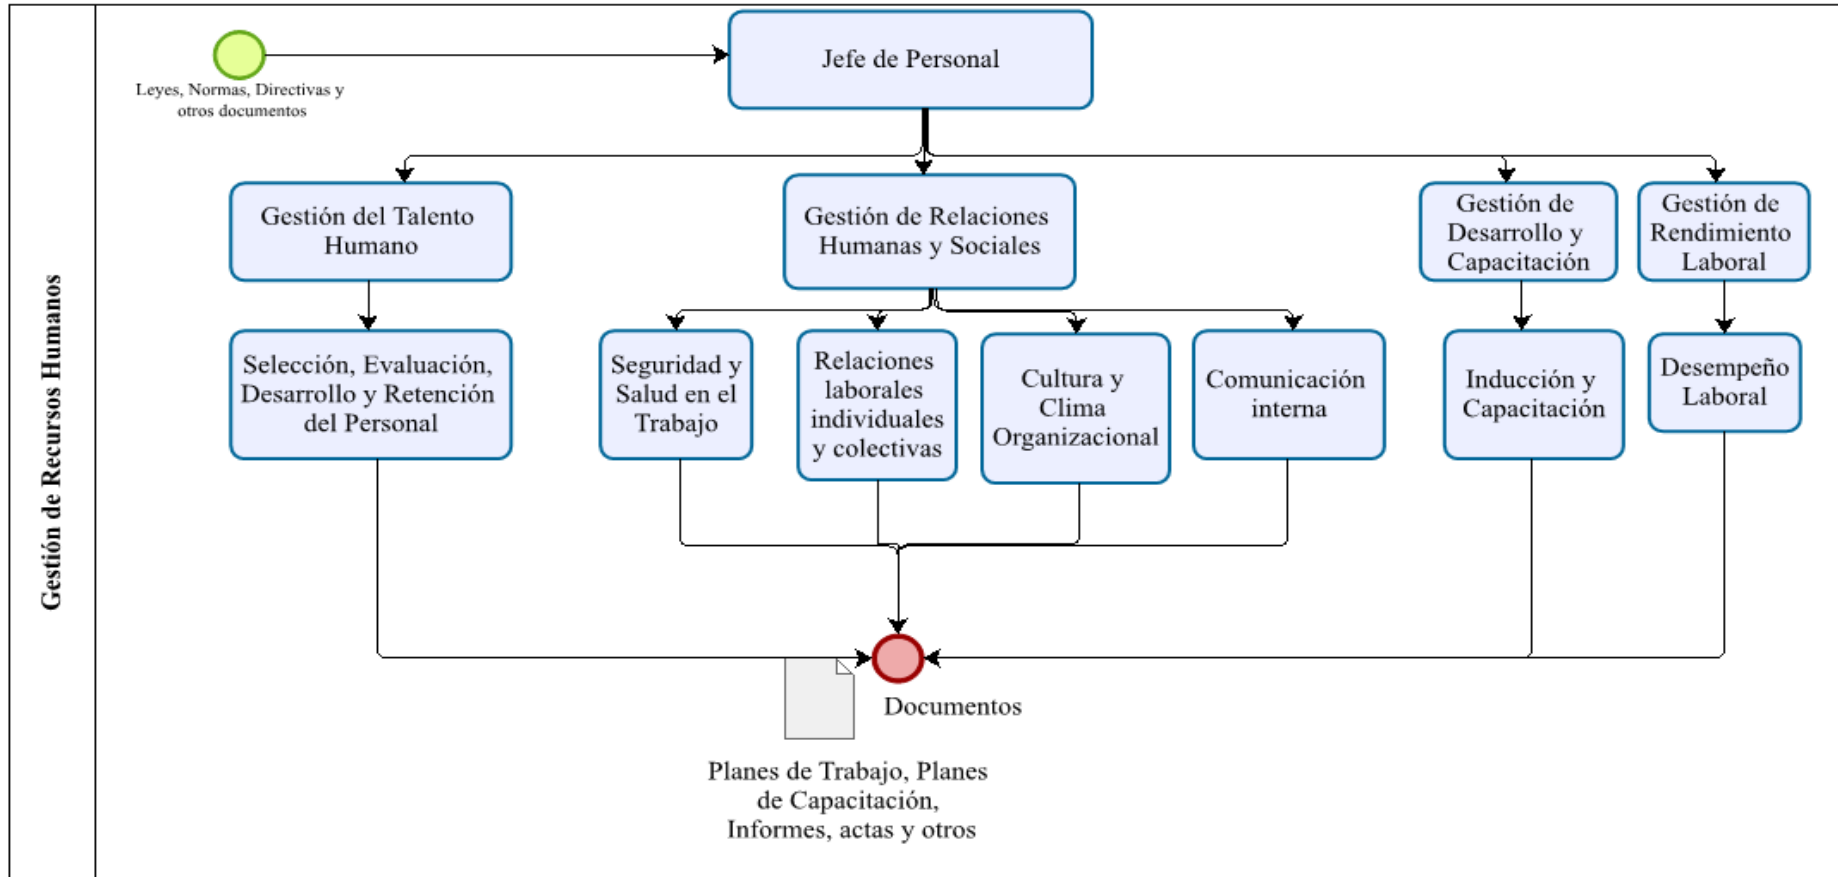 Gestión de Recursos Humanos
Leyes, Normas, Directivas y
otros documentos
Jefe de Personal
Gestión del Talento
Humano
Gestión de Relaciones
Humanas y Sociales
Gestión de
Desarrollo y
Capacitación
Gestión de
Rendimiento
Laboral
Selección, Evaluación,
Desarrollo y Retención
del Personal
Seguridad y
Salud en el
Trabajo
Relaciones
laborales
individuales
y colectivas
Cultura y
Clima
Organizacional
Comunicación
interna
Inducción y
Capacitación
Desempeño
Laboral
Documentos
Planes de Trabajo, Planes
de Capacitación,
Informes, actas y otros